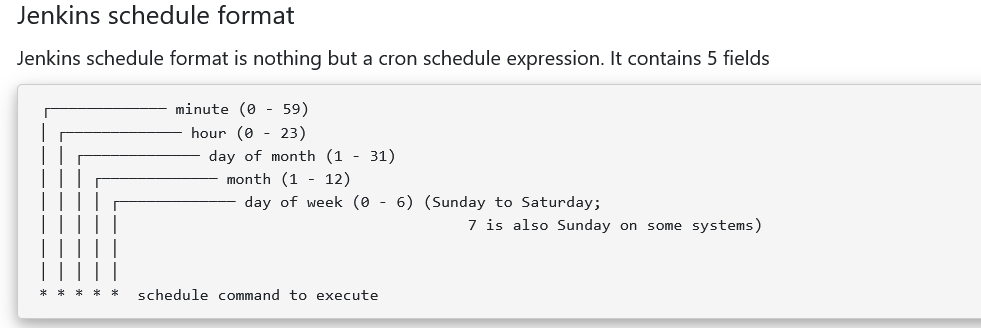 Jenkins schedule format
Jenkins schedule format is nothing but a cron schedule expression. It contains 5 fields
minute (0 - 59)
hour (0 - 23)
day of month (1 - 31)
month (1 - 12)
day of week (0 - 6) (Sunday to Saturday;
7 is also Sunday on some systems)
* * * * * schedule command to execute